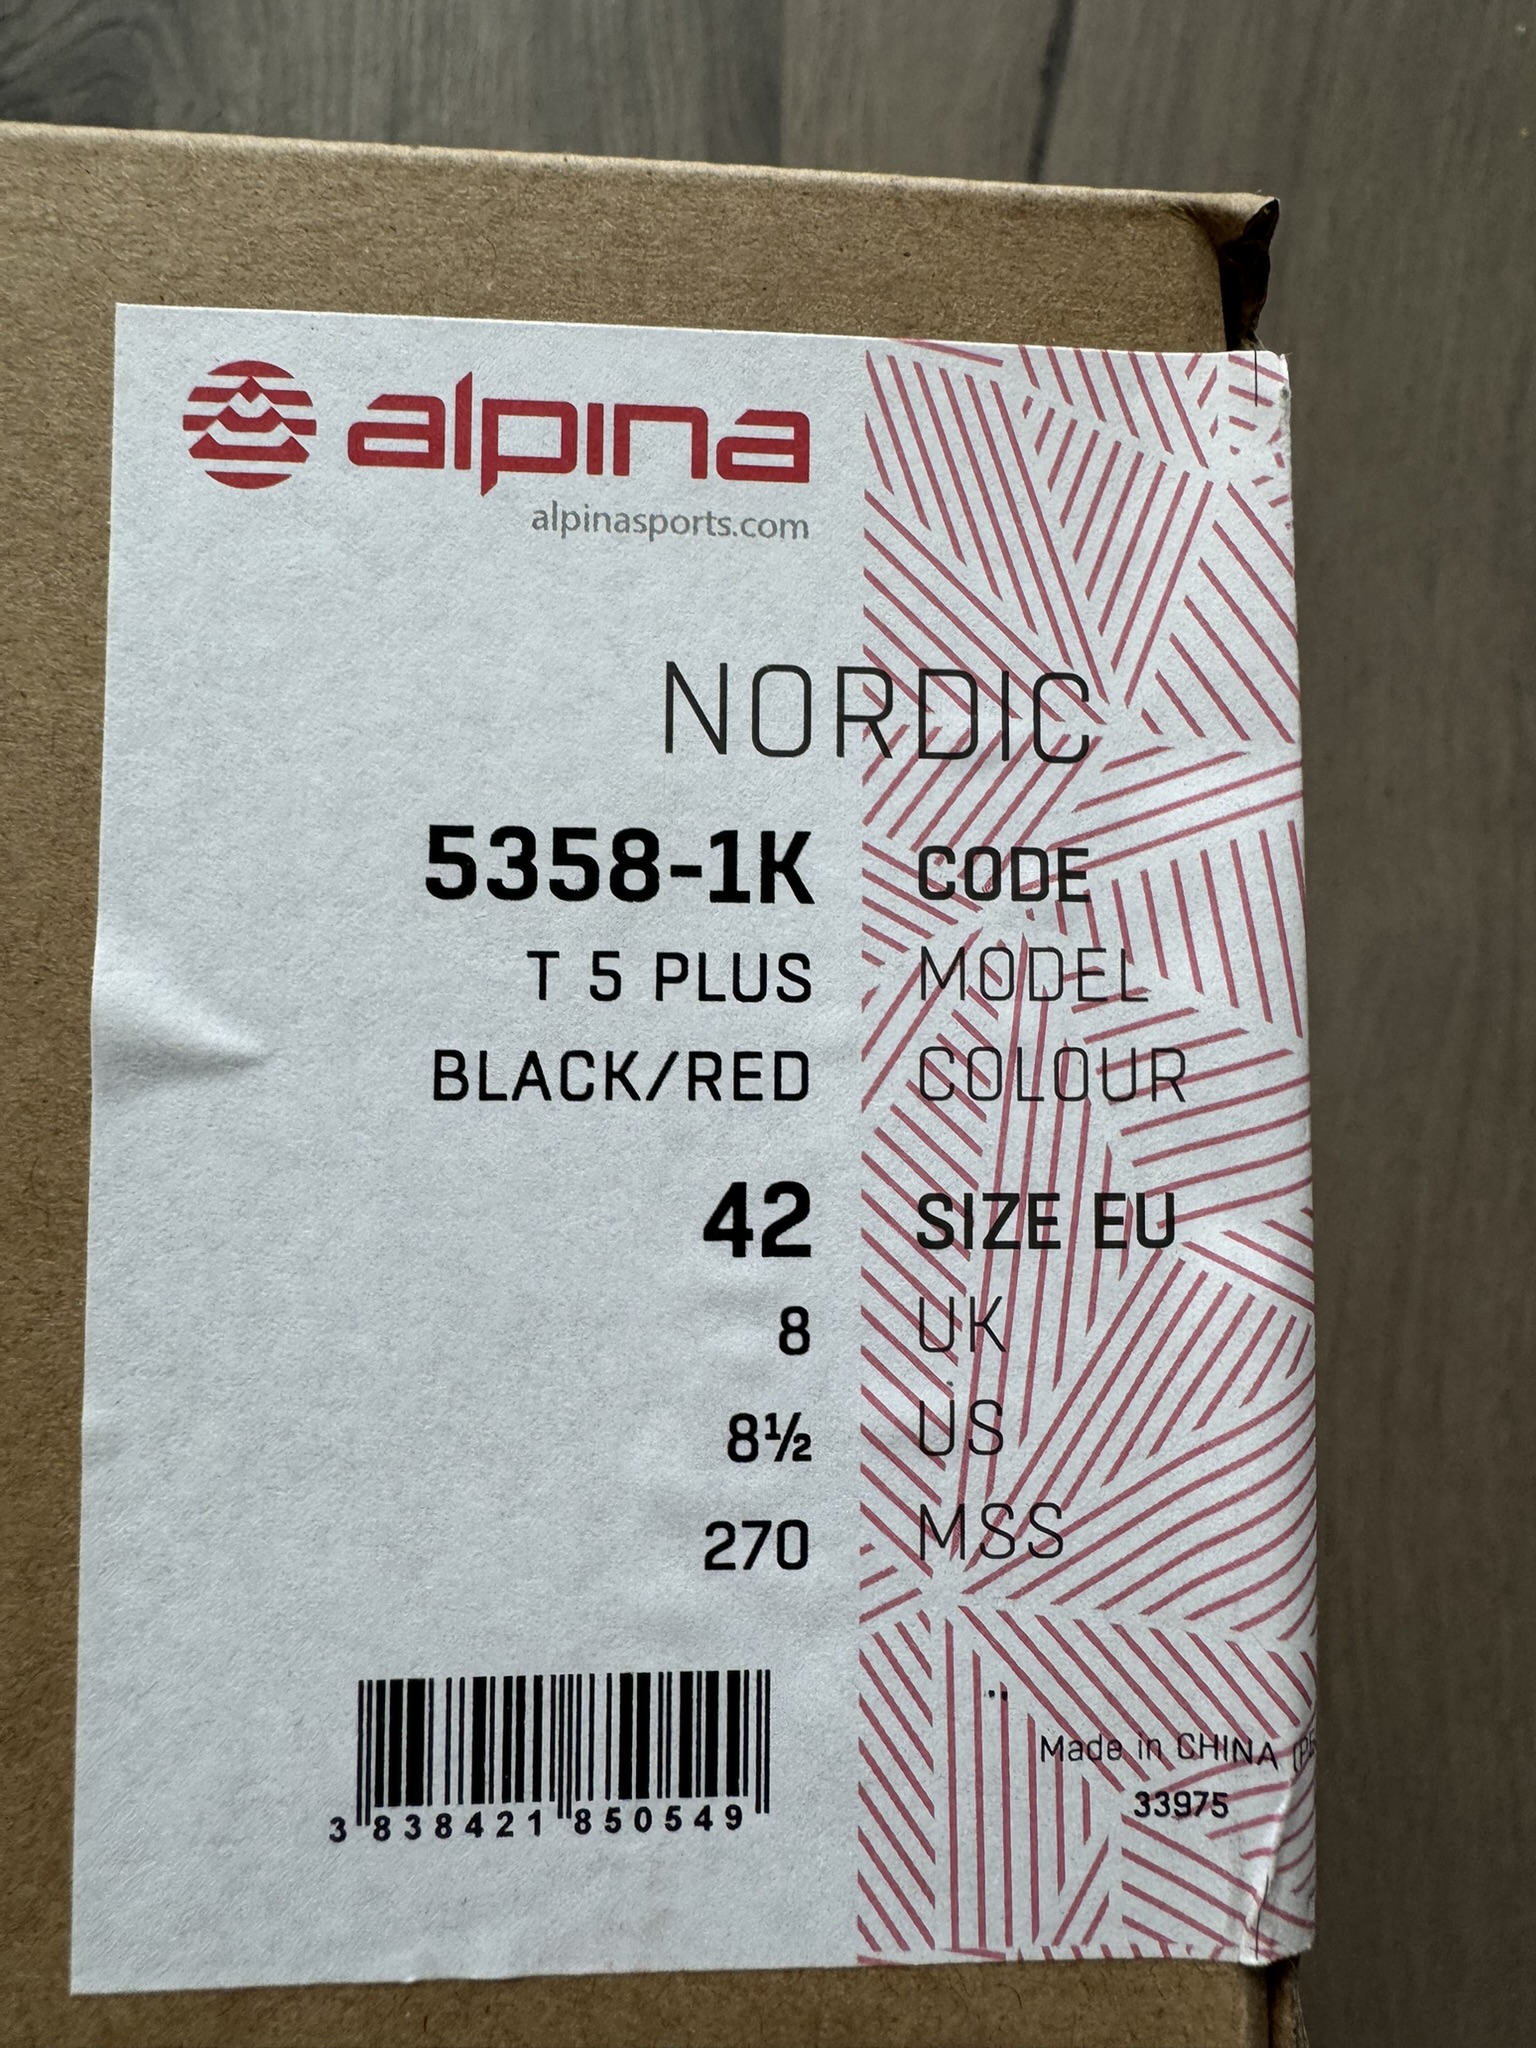 alpina
alpinasports.com
NORDIC
5358-1K CODE
T 5 PLUS MODEL
BLACK/RED COLOUR
42 SIZE EU
8 UK
8½ US
270 MSS
Made in CHINA
33975
3 838421 850549